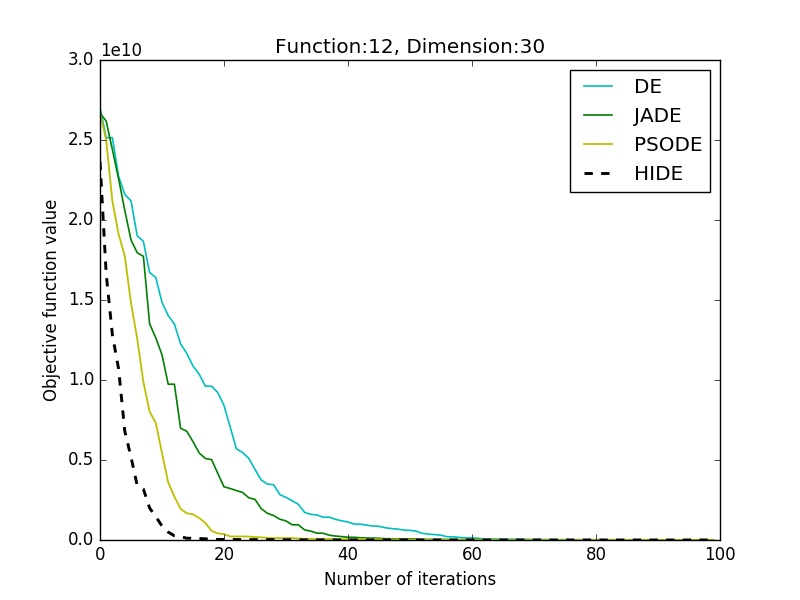 Function:12, Dimension:30
1e10
3.0
2.5
2.0
1.5
1.0
0.5
0.0
Objective function value
DE
JADE
PSODE
HIDE
0 20 40 60 80 100
Number of iterations